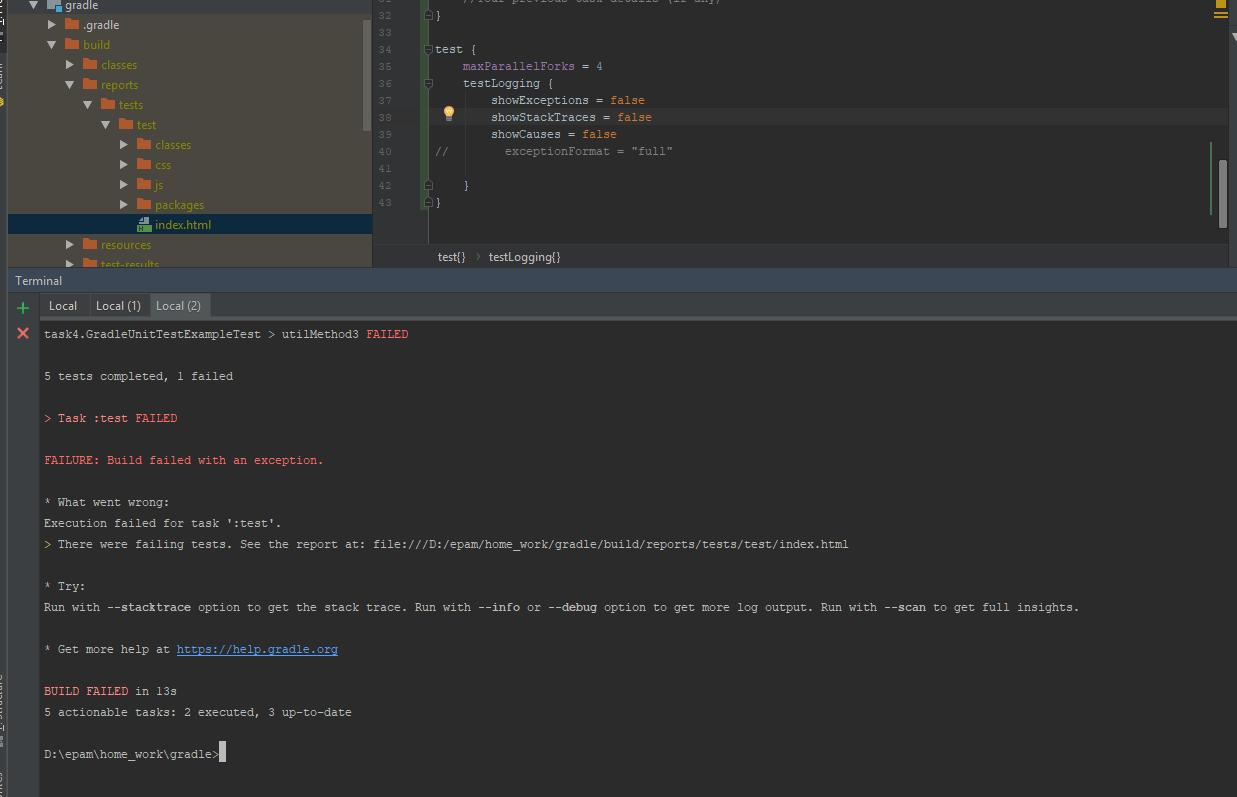 gradle
.gradle
build
classes
reports
tests
test
classes
css
js
packages
index.html
resources
test-results
31
32 }
33
34 test {
35 maxParallelForks = 4
36 testLogging {
37 showExceptions = false
38 showStackTraces = false
39 showCauses = false
40 // exceptionFormat = "full"
41
42 }
43 }
test{} › testLogging{}
Terminal
Local Local (1) Local (2)
task4.GradleUnitTestExampleTest > utilMethod3 FAILED
5 tests completed, 1 failed
> Task :test FAILED
FAILURE: Build failed with an exception.
* What went wrong:
Execution failed for task ':test'.
> There were failing tests. See the report at: file:///D:/epam/home_work/gradle/build/reports/tests/test/index.html
* Try:
Run with --stacktrace option to get the stack trace. Run with --info or --debug option to get more log output. Run with --scan to get full insights.
* Get more help at https://help.gradle.org
BUILD FAILED in 13s
5 actionable tasks: 2 executed, 3 up-to-date
D:\epam\home_work\gradle>